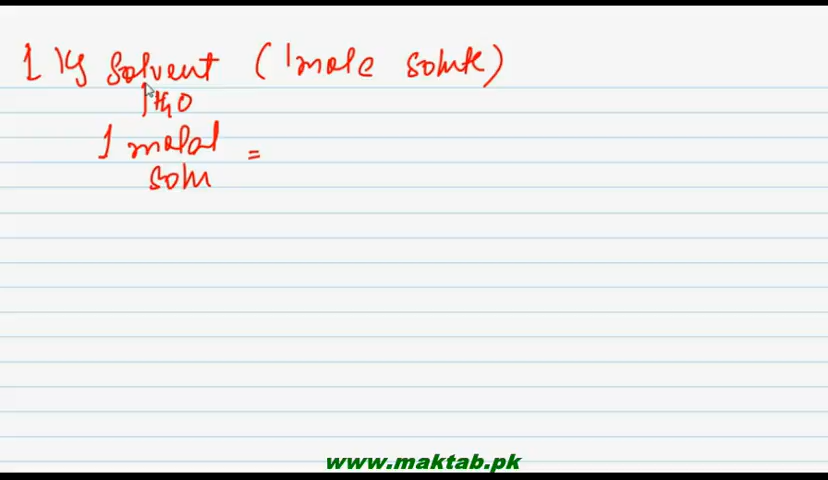 1 Kg solvent (1 mole solute)
H2O
1 molal =
soln
www.maktab.pk